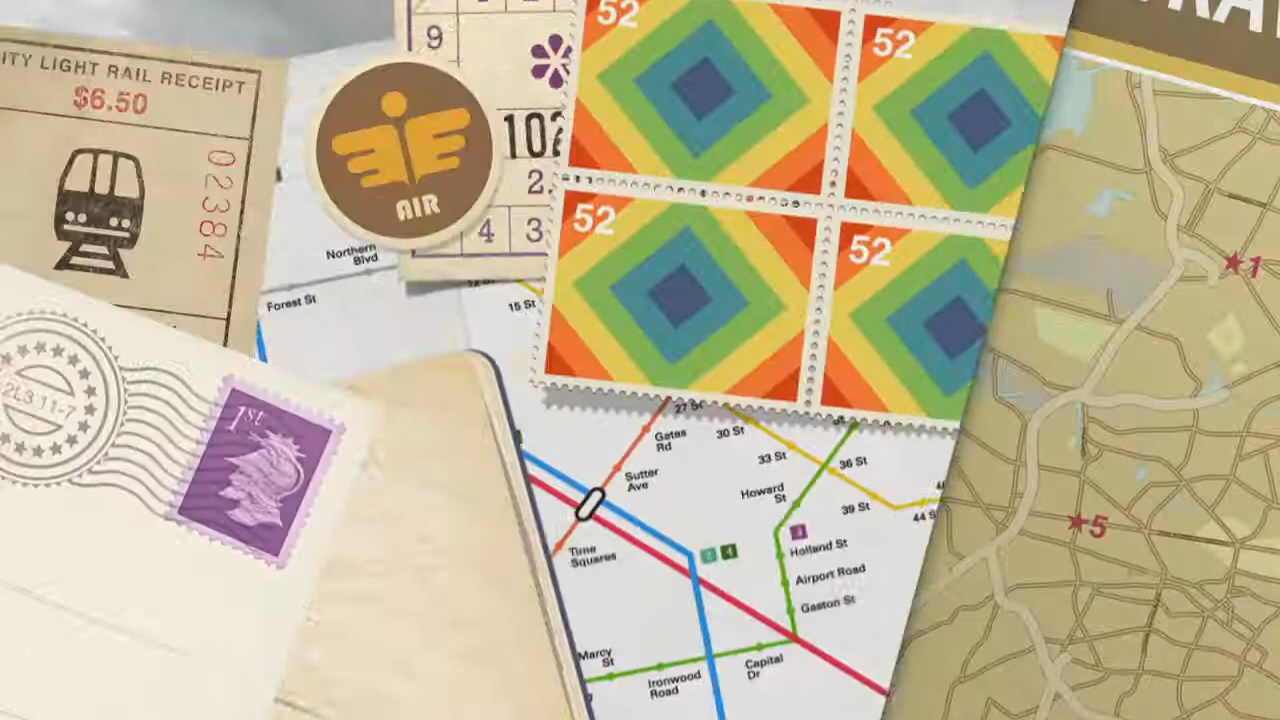 ITY LIGHT RAIL RECEIPT
$6.50
02384
9
102
2.
4 3
AIR
52
52
52
52
1
5
Northern
Blvd
Forest St
15 St
2L3 11-7
1st
27 St
Gates
Rd
30 St
Sutter
Ave
33 St
36 St
Howard
St
39 St
44 S
Time
Squares
4
Holland St
Airport Road
Gaston St
Marcy
St
Ironwood
Road
Capital
Dr